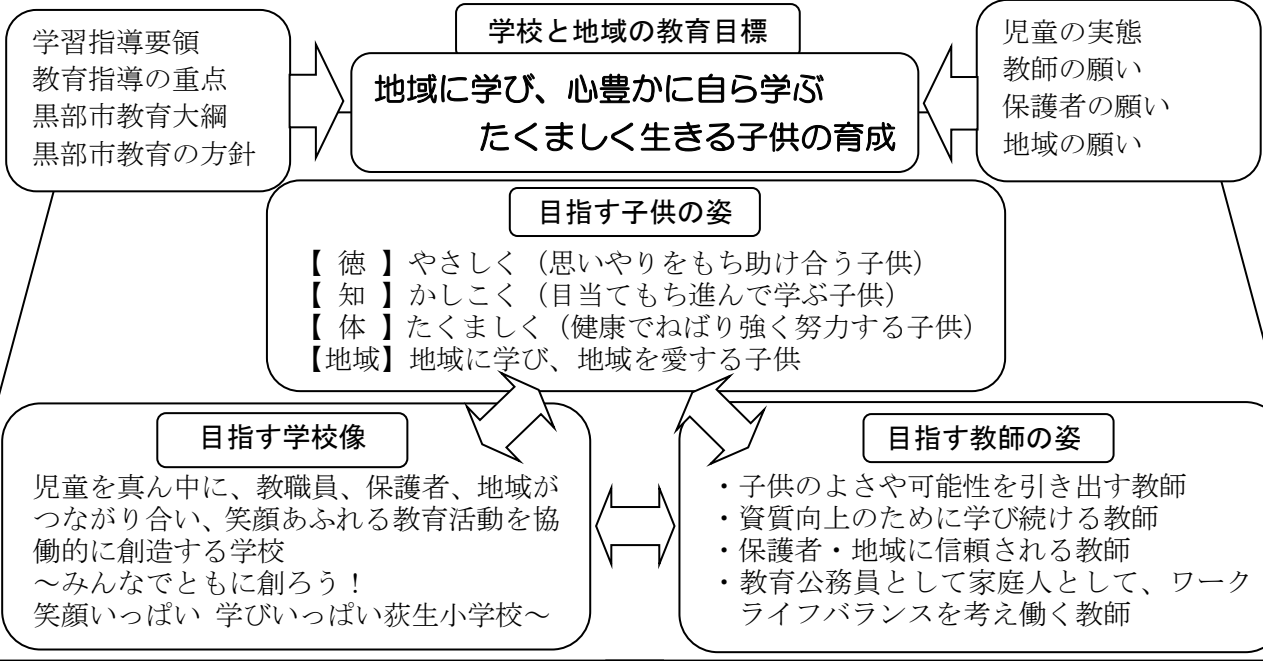 学習指導要領
教育指導の重点
黒部市教育大綱
黒部市教育の方針
学校と地域の教育目標
地域に学び、心豊かに自ら学ぶ
たくましく生きる子供の育成
児童の実態
教師の願い
保護者の願い
地域の願い
目指す子供の姿
【 徳 】やさしく（思いやりをもち助け合う子供）
【 知 】かしこく（目当てもち進んで学ぶ子供）
【 体 】たくましく（健康でねばり強く努力する子供）
【地域】地域に学び、地域を愛する子供
目指す学校像
児童を真ん中に、教職員、保護者、地域が
つながり合い、笑顔あふれる教育活動を協
働的に創造する学校
～みんなでともに創ろう！
笑顔いっぱい 学びいっぱい荻生小学校～
目指す教師の姿
・子供のよさや可能性を引き出す教師
・資質向上のために学び続ける教師
・保護者・地域に信頼される教師
・教育公務員として家庭人として、ワーク
ライフバランスを考え働く教師